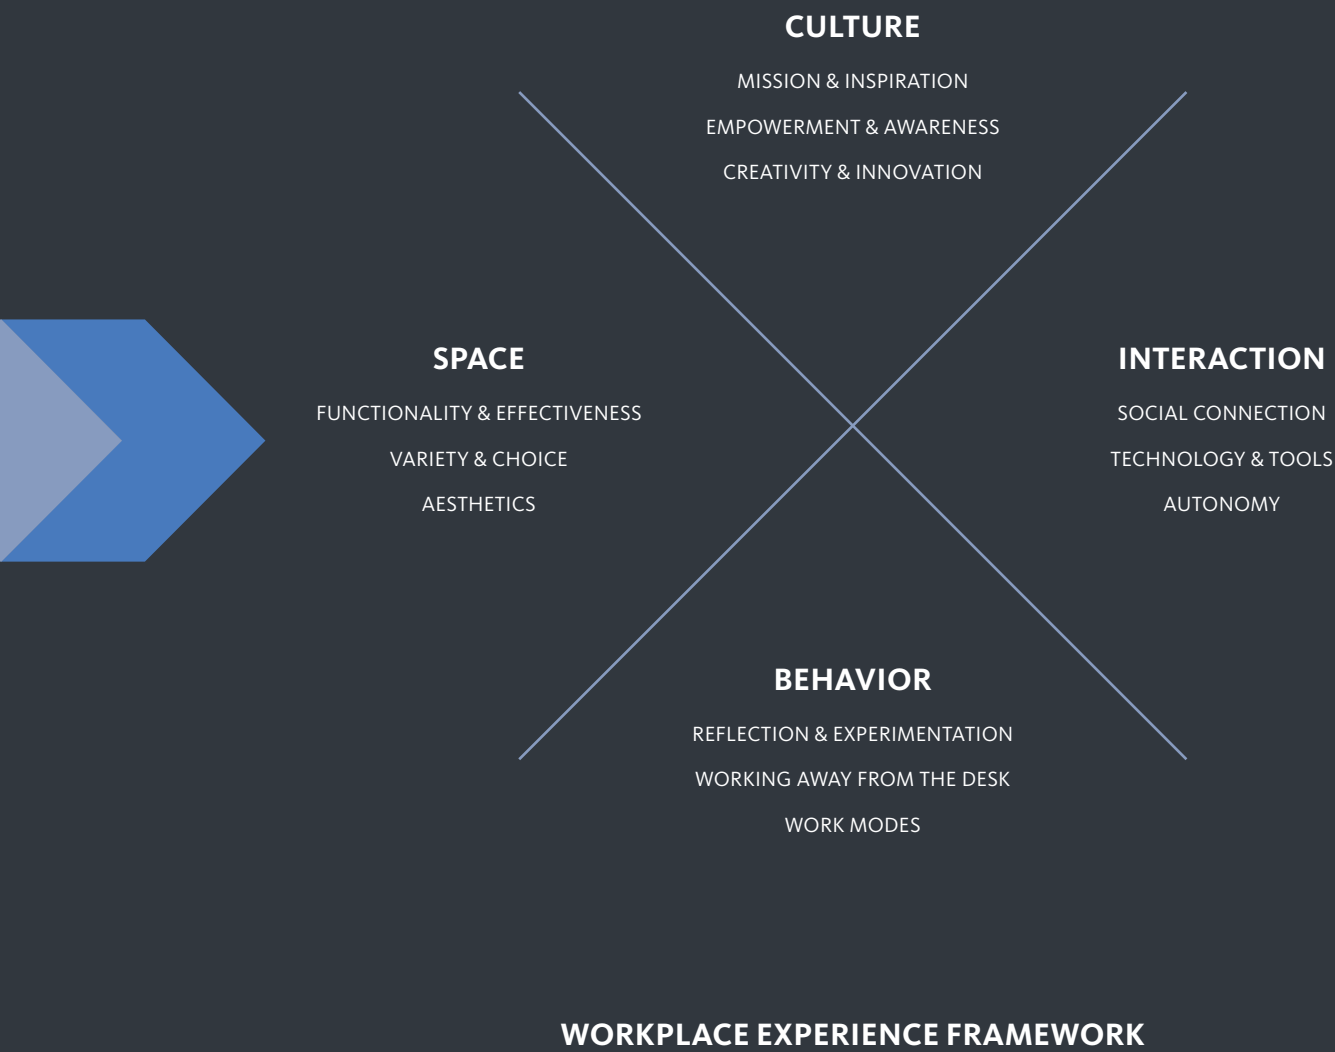 CULTURE
MISSION & INSPIRATION
EMPOWERMENT & AWARENESS
CREATIVITY & INNOVATION
SPACE
FUNCTIONALITY & EFFECTIVENESS
VARIETY & CHOICE
AESTHETICS
INTERACTION
SOCIAL CONNECTION
TECHNOLOGY & TOOLS
AUTONOMY
BEHAVIOR
REFLECTION & EXPERIMENTATION
WORKING AWAY FROM THE DESK
WORK MODES
WORKPLACE EXPERIENCE FRAMEWORK